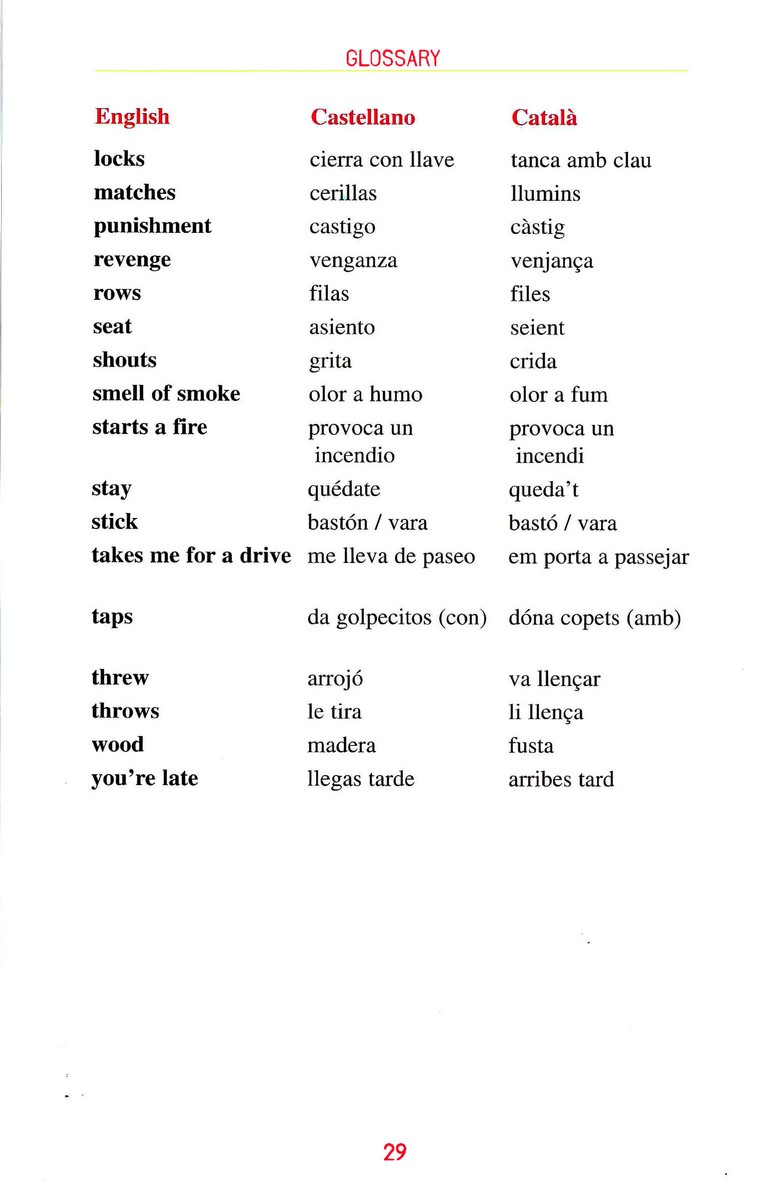 GLOSSARY
English Castellano Català
locks cierra con llave tanca amb clau
matches cerillas llumins
punishment castigo càstig
revenge venganza venjança
rows filas files
seat asiento seient
shouts grita crida
smell of smoke olor a humo olor a fum
starts a fire provoca un provoca un
incendio incendi
stay quédate queda’t
stick bastón / vara bastó / vara
takes me for a drive me lleva de paseo em porta a passejar
taps da golpecitos (con) dóna copets (amb)
threw arrojó va llençar
throws le tira li llença
wood madera fusta
you’re late llegas tarde arribes tard
29